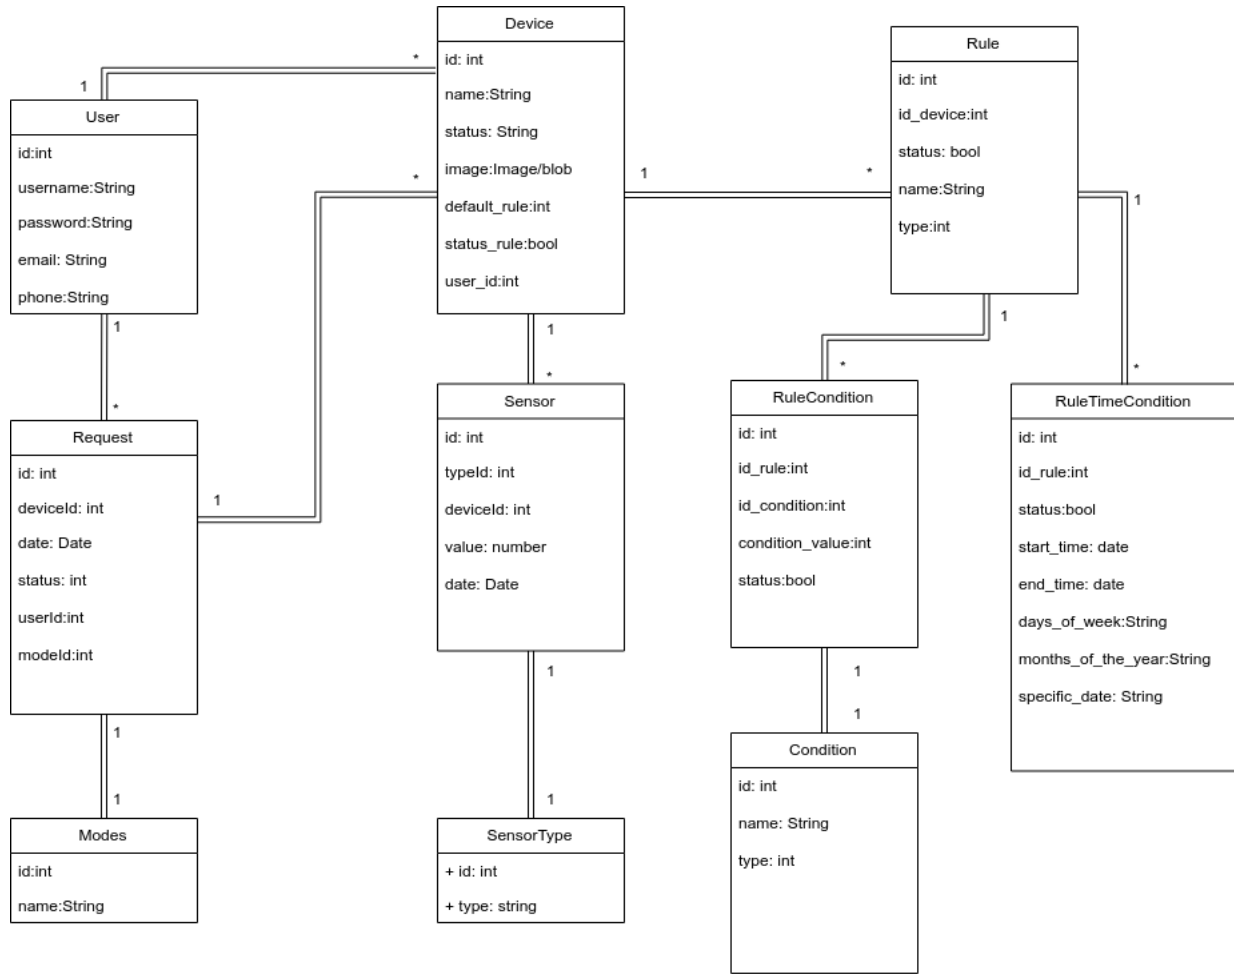 Device
id: int
name:String
status: String
image:Image/blob
default_rule:int
status_rule:bool
user_id:int
Rule
id: int
id_device:int
status: bool
name:String
type:int
*
1
User
id:int
username:String
password:String
email: String
phone:String
*
1
*
1
1
1
*
1
*
Request
id: int
deviceId: int
date: Date
status: int
userId:int
modeId:int
1
Sensor
id: int
typeId: int
deviceId: int
value: number
date: Date
*
RuleCondition
id: int
id_rule:int
id_condition:int
condition_value:int
status:bool
*
RuleTimeCondition
id: int
id_rule:int
status:bool
start_time: date
end_time: date
days_of_week:String
months_of_the_year:String
specific_date: String
1
1
1
1
1
1
Modes
id:int
name:String
SensorType
+ id: int
+ type: string
Condition
id: int
name: String
type: int